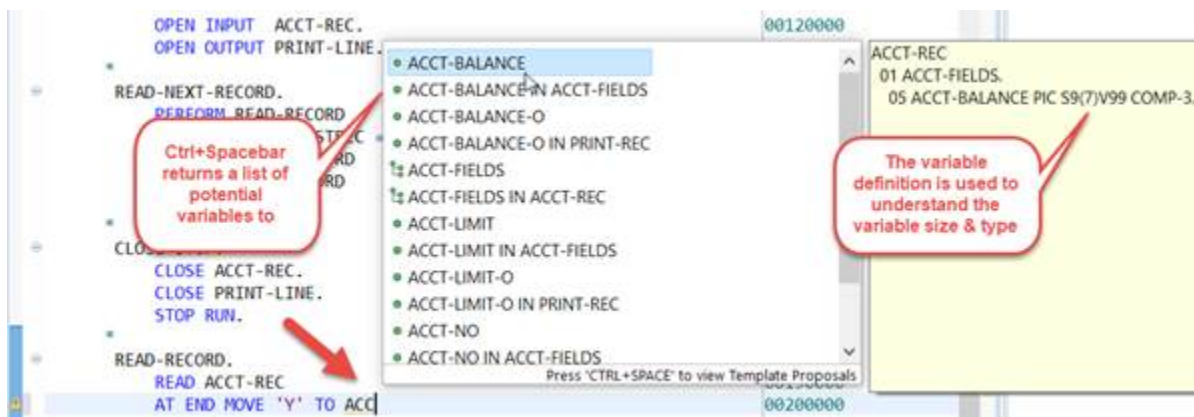 OPEN INPUT ACCT-REC. 00120000
OPEN OUTPUT PRINT-LINE.
READ-NEXT-RECORD.
PERFORM READ-RECORD
Ctrl+Spacebar
returns a list of
potential
variables to
CLOSE ACCT-REC.
CLOSE PRINT-LINE.
STOP RUN.
READ-RECORD.
READ ACCT-REC
AT END MOVE 'Y' TO ACC 00200000
ACCT-BALANCE
ACCT-BALANCE IN ACCT-FIELDS
ACCT-BALANCE-O
ACCT-BALANCE-O IN PRINT-REC
ACCT-FIELDS
ACCT-FIELDS IN ACCT-REC
ACCT-LIMIT
ACCT-LIMIT IN ACCT-FIELDS
ACCT-LIMIT-O
ACCT-LIMIT-O IN PRINT-REC
ACCT-NO
ACCT-NO IN ACCT-FIELDS
Press 'CTRL+SPACE' to view Template Proposals
ACCT-REC
01 ACCT-FIELDS.
05 ACCT-BALANCE PIC S9(7)V99 COMP-3.
The variable
definition is used to
understand the
variable size & type